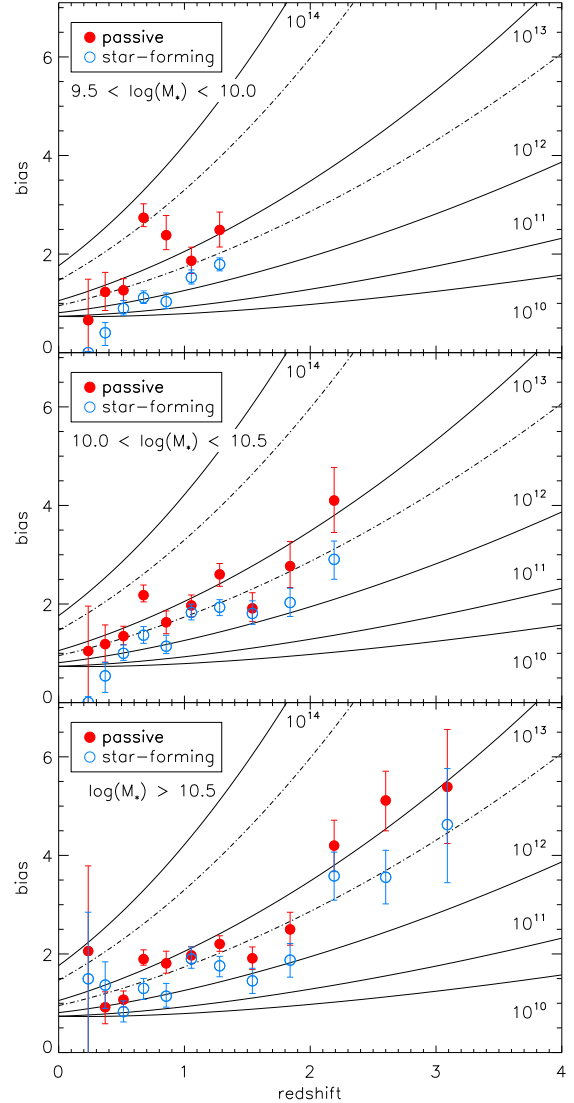 passive
star−forming
9.5 < log(M*) < 10.0
10^14
10^13
10^12
10^11
10^10
bias
6
4
2
0
passive
star−forming
10.0 < log(M*) < 10.5
10^14
10^13
10^12
10^11
10^10
bias
6
4
2
0
passive
star−forming
log(M*) > 10.5
10^14
10^13
10^12
10^11
10^10
bias
6
4
2
0
0 1 2 3 4
redshift